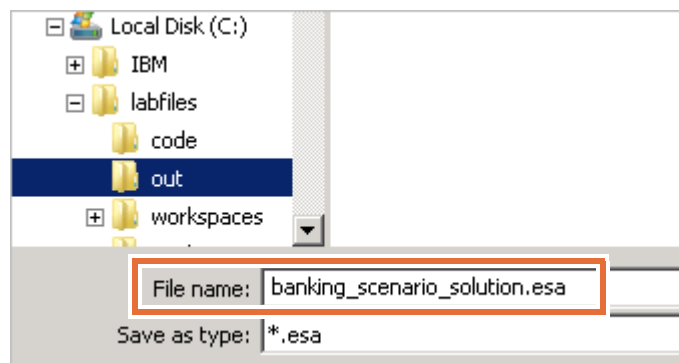 Local Disk (C:)
IBM
labfiles
code
out
workspaces
File name: banking_scenario_solution.esa
Save as type: *.esa